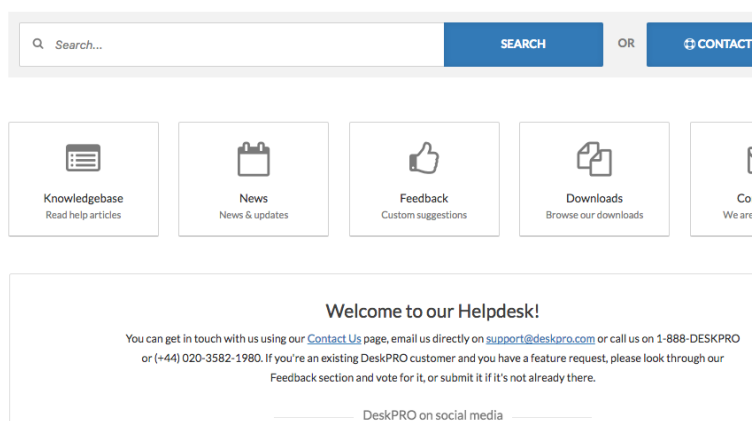 Search...
SEARCH
OR
CONTACT
Knowledgebase
Read help articles
News
News & updates
Feedback
Custom suggestions
Downloads
Browse our downloads
Co
We are
Welcome to our Helpdesk!
You can get in touch with us using our Contact Us page, email us directly on support@deskpro.com or call us on 1-888-DESKPRO
or (+44) 020-3582-1980. If you're an existing DeskPRO customer and you have a feature request, please look through our
Feedback section and vote for it, or submit it if it's not already there.
DeskPRO on social media